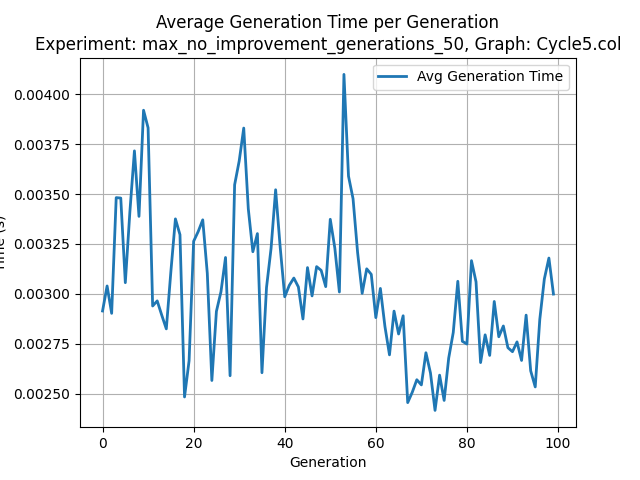 Average Generation Time per Generation
Experiment: max_no_improvement_generations_50, Graph: Cycle5.col
Avg Generation Time
0.00400
0.00375
0.00350
0.00325
0.00300
0.00275
0.00250
Time (s)
0 20 40 60 80 100
Generation